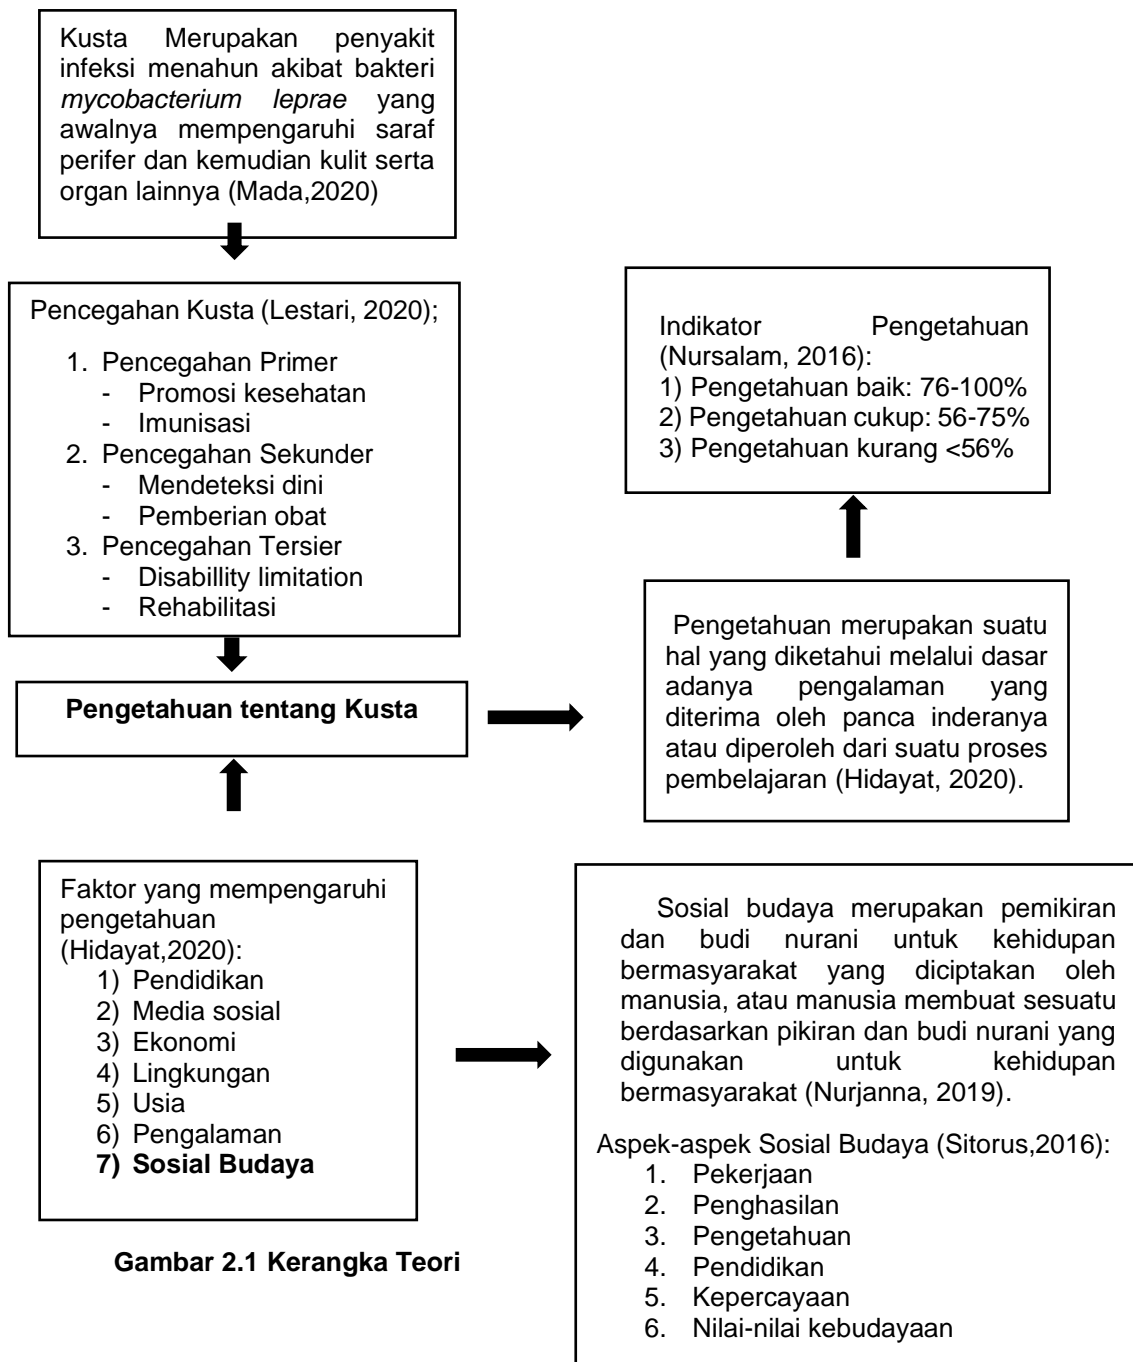 Kusta Merupakan penyakit
infeksi menahun akibat bakteri
mycobacterium leprae yang
awalnya mempengaruhi saraf
perifer dan kemudian kulit serta
organ lainnya (Mada,2020)
Pencegahan Kusta (Lestari, 2020);
1. Pencegahan Primer
- Promosi kesehatan
- Imunisasi
2. Pencegahan Sekunder
- Mendeteksi dini
- Pemberian obat
3. Pencegahan Tersier
- Disabillity limitation
- Rehabilitasi
Indikator Pengetahuan
(Nursalam, 2016):
1) Pengetahuan baik: 76-100%
2) Pengetahuan cukup: 56-75%
3) Pengetahuan kurang <56%
Pengetahuan tentang Kusta
Pengetahuan merupakan suatu
hal yang diketahui melalui dasar
adanya pengalaman yang
diterima oleh panca inderanya
atau diperoleh dari suatu proses
pembelajaran (Hidayat, 2020).
Faktor yang mempengaruhi
pengetahuan
(Hidayat,2020):
1) Pendidikan
2) Media sosial
3) Ekonomi
4) Lingkungan
5) Usia
6) Pengalaman
7) Sosial Budaya
Sosial budaya merupakan pemikiran
dan budi nurani untuk kehidupan
bermasyarakat yang diciptakan oleh
manusia, atau manusia membuat sesuatu
berdasarkan pikiran dan budi nurani yang
digunakan untuk kehidupan
bermasyarakat (Nurjanna, 2019).
Aspek-aspek Sosial Budaya (Sitorus,2016):
1. Pekerjaan
2. Penghasilan
3. Pengetahuan
4. Pendidikan
5. Kepercayaan
6. Nilai-nilai kebudayaan
Gambar 2.1 Kerangka Teori